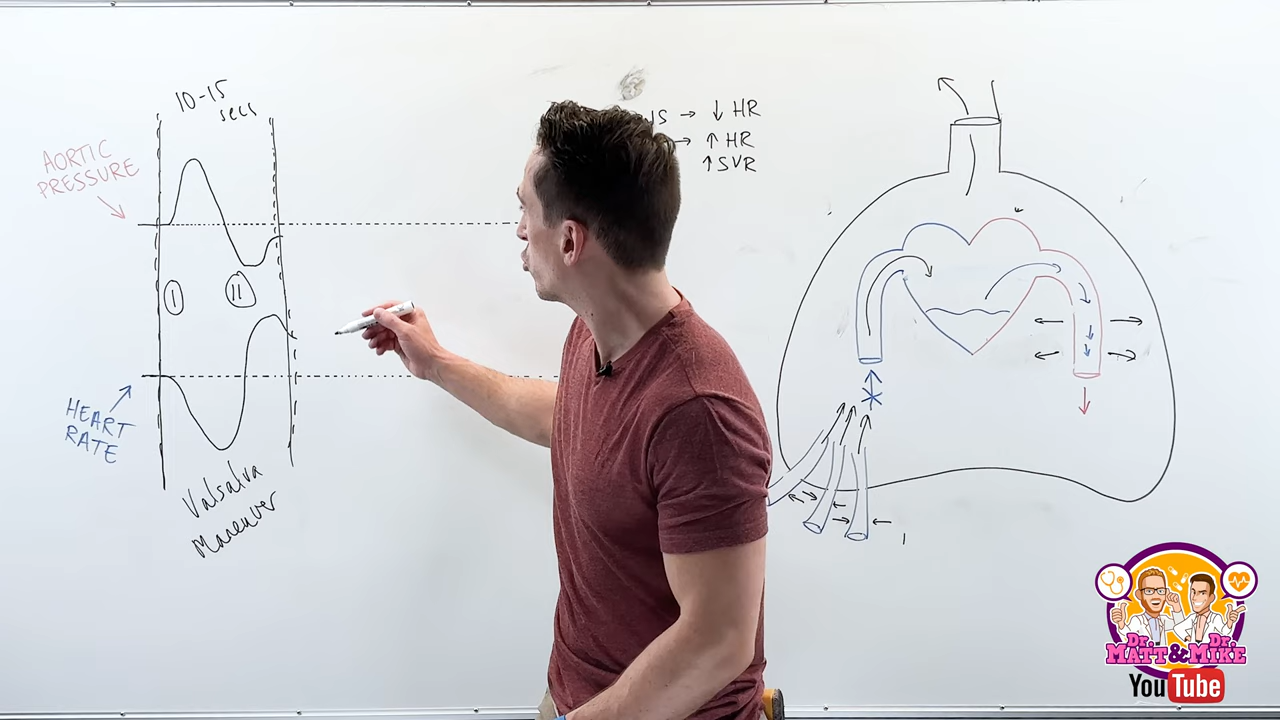 10-15
secs
AORTIC
PRESSURE
I
II
HEART
RATE
Valsalva
Maneuver
→ ↓ HR
→ ↑ HR
↑ SVR
Dr. Dr.
MATT & MIKE
YouTube